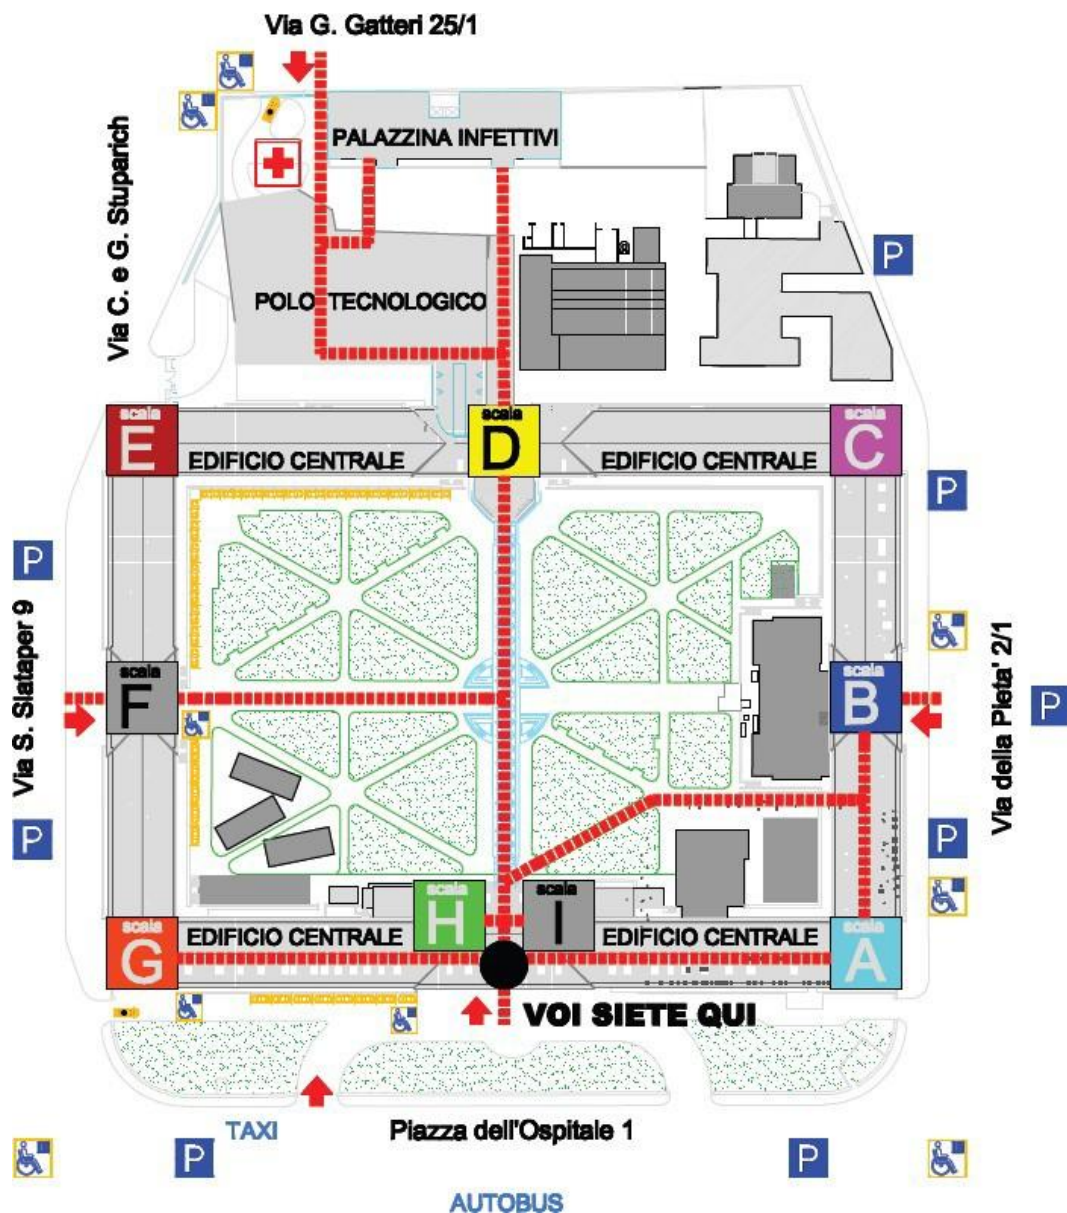 Via G. Gatteri 25/1
PALAZZINA INFETTIVI
Via C. e G. Stuparich
P
POLO TECNOLOGICO
scala
E
scala
D
scala
C
EDIFICIO CENTRALE
EDIFICIO CENTRALE
P
P
Via S. Slataper 9
scala
F
scala
B
P
Via della Pieta' 2/1
P
P
scala
G
EDIFICIO CENTRALE
scala
H
scala
I
EDIFICIO CENTRALE
scala
A
VOI SIETE QUI
TAXI
Piazza dell'Ospitale 1
P
P
AUTOBUS